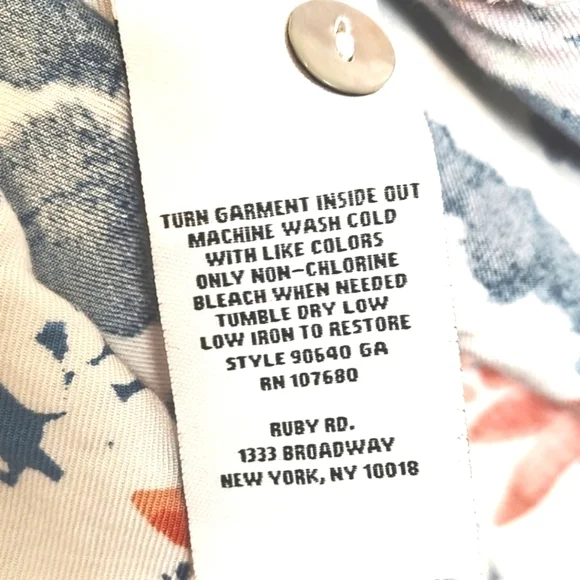 TURN GARMENT INSIDE OUT
MACHINE WASH COLD
WITH LIKE COLORS
ONLY NON-CHLORINE
BLEACH WHEN NEEDED
TUMBLE DRY LOW
LOW IRON TO RESTORE
STYLE 90640 GA
RN 107680
RUBY RD.
1333 BROADWAY
NEW YORK, NY 10018